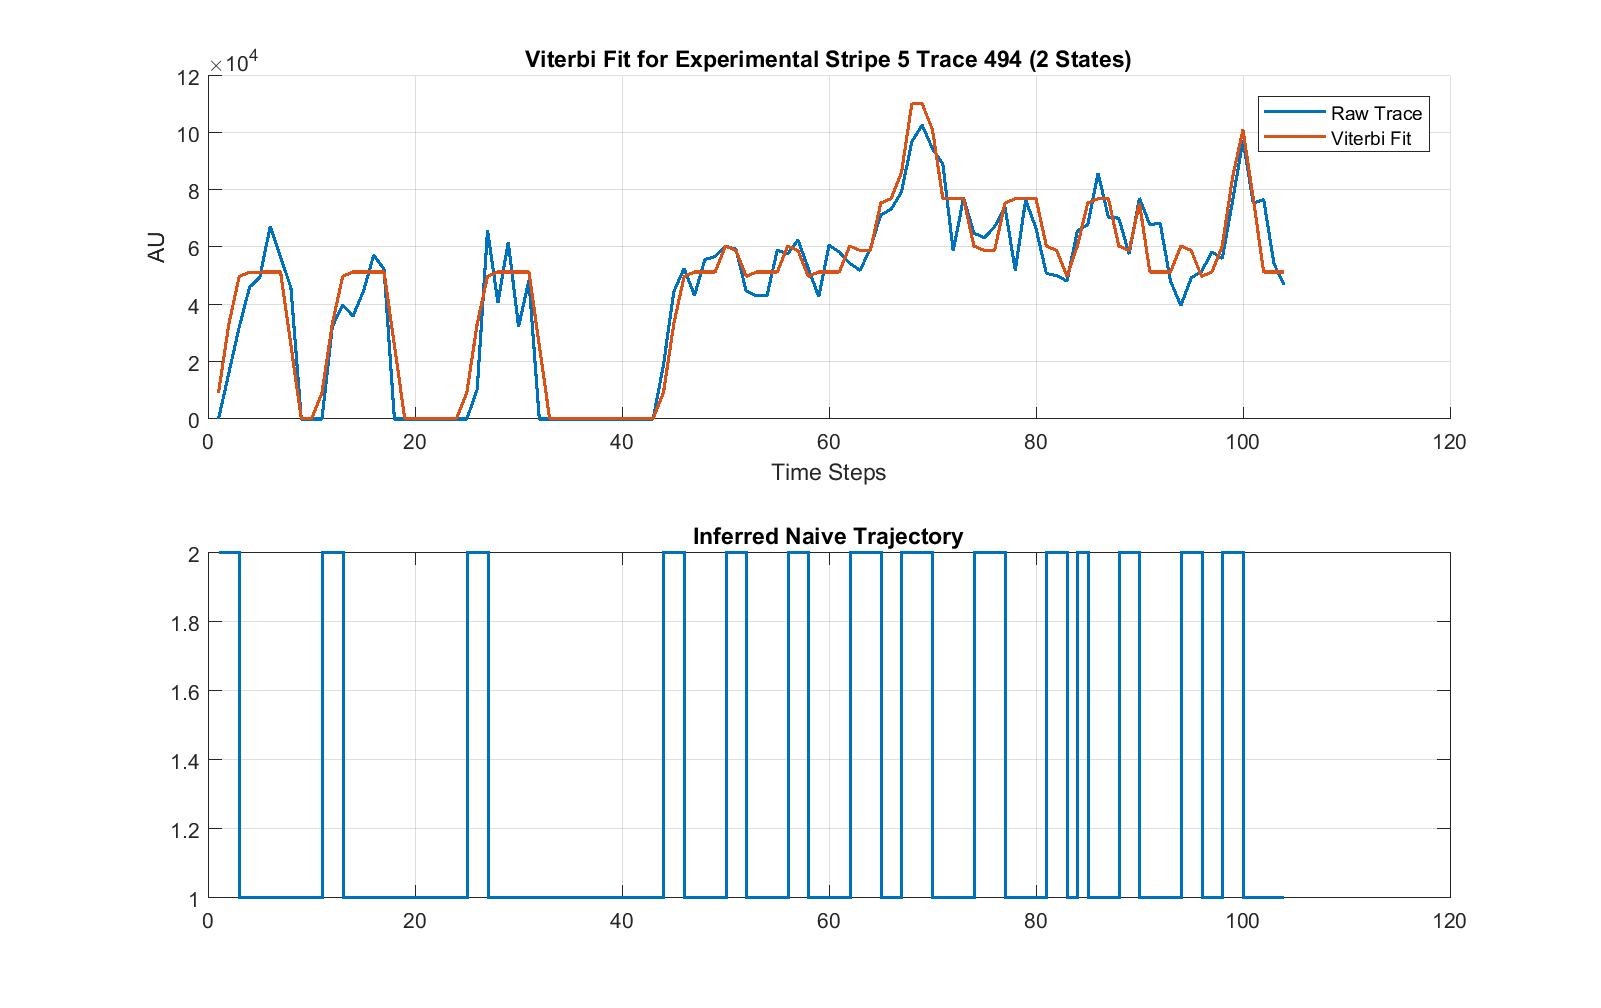 Viterbi Fit for Experimental Stripe 5 Trace 494 (2 States)
×10⁴
12
10
8
6
4
2
0
AU
Raw Trace
Viterbi Fit
0 20 40 60 80 100 120
Time Steps
Inferred Naive Trajectory
2
1.8
1.6
1.4
1.2
1
0 20 40 60 80 100 120